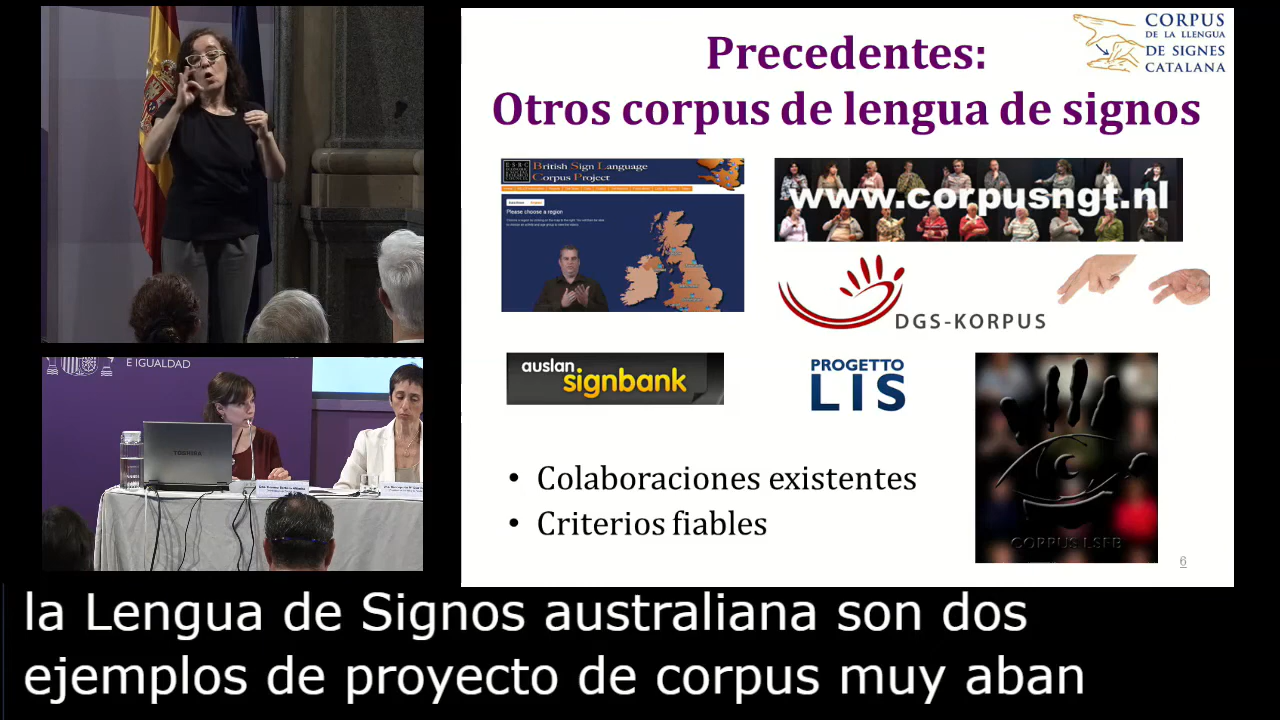 E IGUALDAD
TOSHIBA
CORPUS
DE LA LLENGUA
DE SIGNES
CATALANA
Precedentes:
Otros corpus de lengua de signos
British Sign Language
Corpus Project
Please choose a region
www.corpusngt.nl
DGS-KORPUS
auslan
signbank
PROGETTO
LIS
CORPUS LSFB
• Colaboraciones existentes
• Criterios fiables
6
la Lengua de Signos australiana son dos
ejemplos de proyecto de corpus muy aban